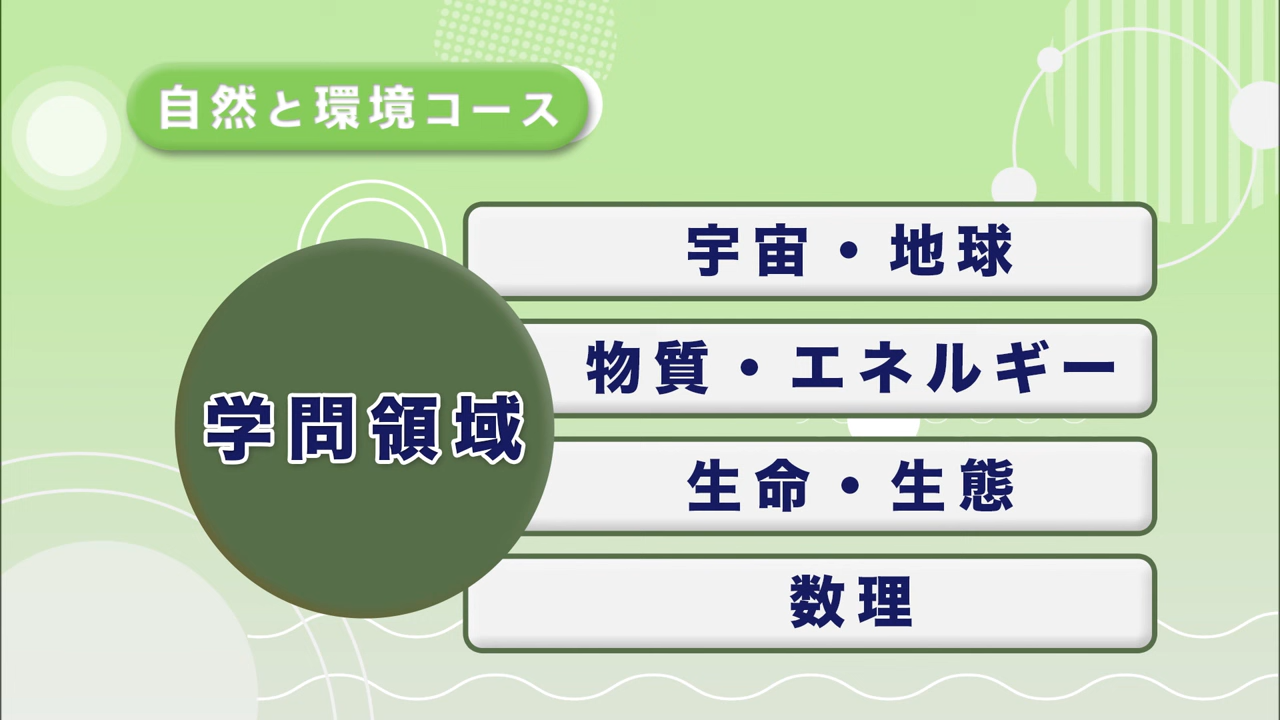 自然と環境コース
学問領域
宇宙・地球
物質・エネルギー
生命・生態
数理